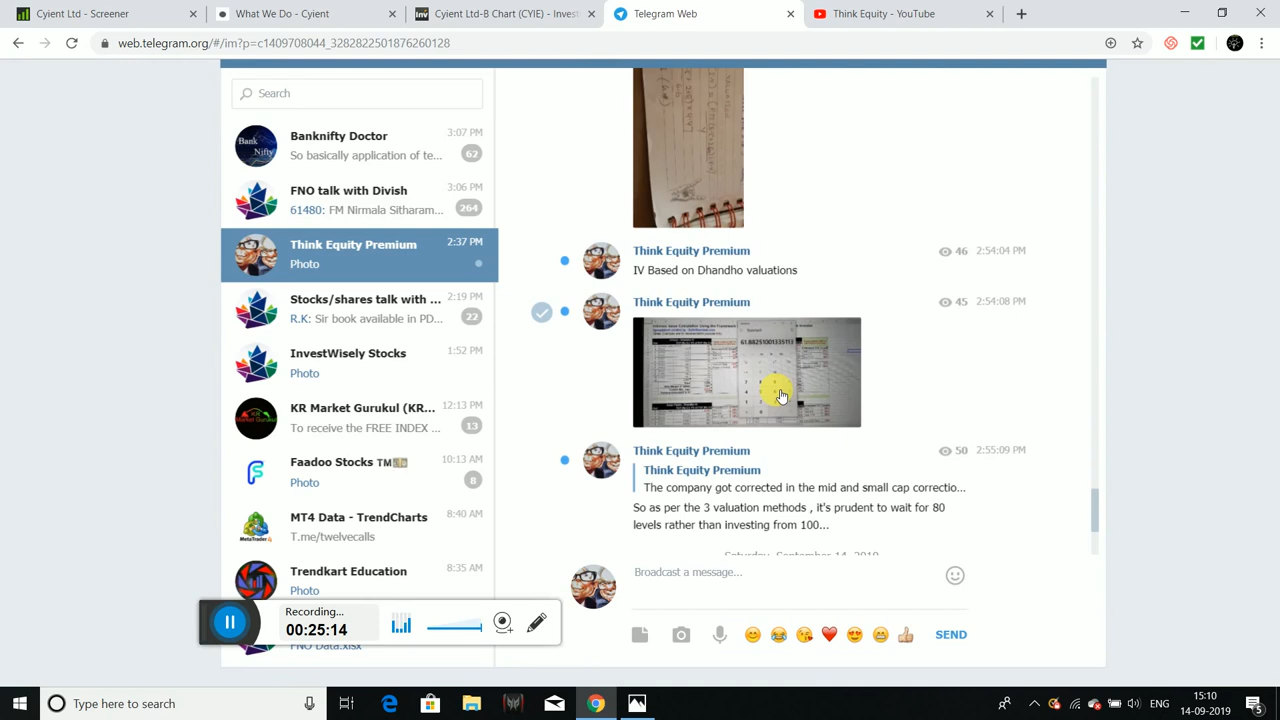 Cyient Ltd - Screener
What We Do - Cyient
Cyient Ltd-B Chart (CYIE) - Inves
Telegram Web
Think Equity - YouTube
web.telegram.org/#/im?p=c1409708044_3282822501876260128
Search
Banknifty Doctor
3:07 PM
So basically application of te...
62
FNO talk with Divish
3:06 PM
61480: FM Nirmala Sitharam...
264
Think Equity Premium
2:37 PM
Photo
Stocks/shares talk with ...
2:19 PM
R.K: Sir book available in PD...
22
InvestWisely Stocks
1:52 PM
Photo
KR Market Gurukul (KR...
12:13 PM
To receive the FREE INDEX ...
13
Faadoo Stocks TM
10:13 AM
Photo
8
MT4 Data - TrendCharts
8:40 AM
T.me/twelvecalls
Trendkart Education
8:35 AM
Photo
FNO Data.xlsx
Think Equity Premium
46 2:54:04 PM
IV Based on Dhandho valuations
Think Equity Premium
45 2:54:08 PM
61.88251001335113
Think Equity Premium
50 2:55:09 PM
Think Equity Premium
The company got corrected in the mid and small cap correctio...
So as per the 3 valuation methods , it's prudent to wait for 80
levels rather than investing from 100...
Saturday, September 14, 2019
Broadcast a message...
SEND
Recording...
00:25:14
Type here to search
ENG
15:10
14-09-2019
5